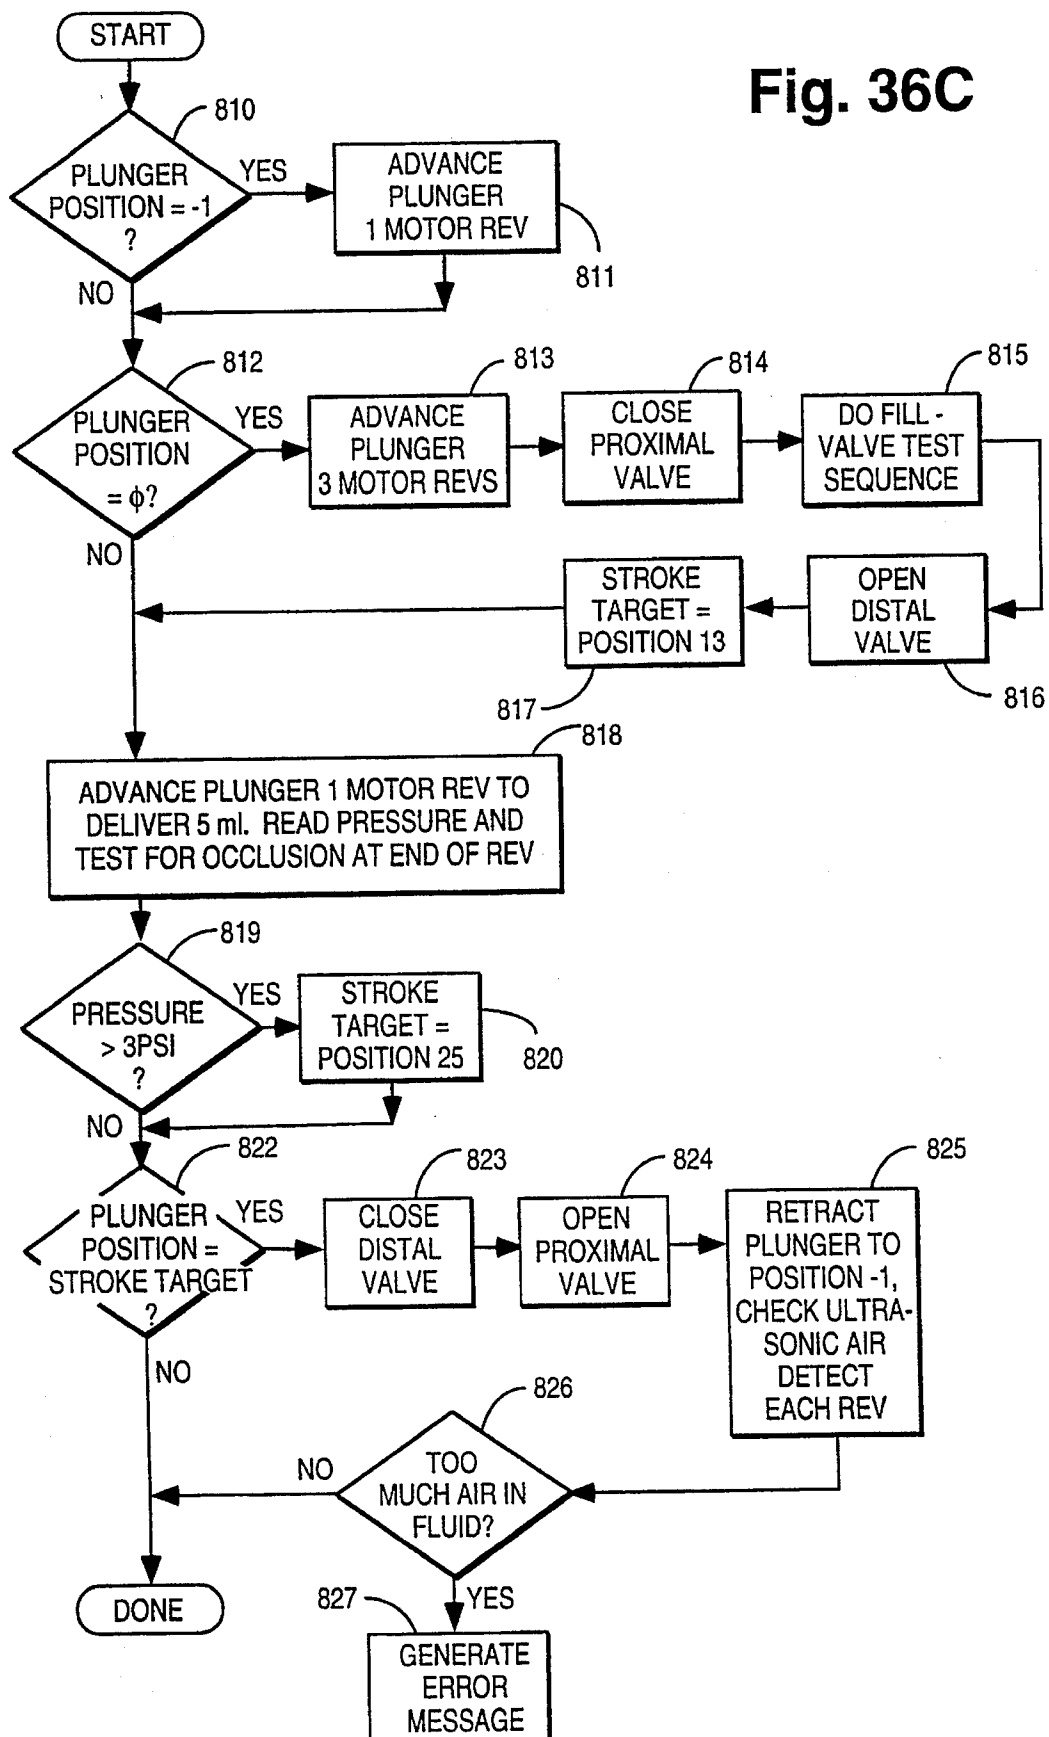 START
Fig. 36C
810
PLUNGER
POSITION = -1
?
YES
ADVANCE
PLUNGER
1 MOTOR REV
811
NO
812
PLUNGER
POSITION
= ϕ?
YES
813
ADVANCE
PLUNGER
3 MOTOR REVS
814
CLOSE
PROXIMAL
VALVE
815
DO FILL -
VALVE TEST
SEQUENCE
NO
OPEN
DISTAL
VALVE
816
STROKE
TARGET =
POSITION 13
817
818
ADVANCE PLUNGER 1 MOTOR REV TO
DELIVER 5 ml. READ PRESSURE AND
TEST FOR OCCLUSION AT END OF REV
819
PRESSURE
> 3PSI
?
YES
STROKE
TARGET =
POSITION 25
820
NO
822
PLUNGER
POSITION =
STROKE TARGET
?
YES
823
CLOSE
DISTAL
VALVE
824
OPEN
PROXIMAL
VALVE
825
RETRACT
PLUNGER TO
POSITION -1,
CHECK ULTRA-
SONIC AIR
DETECT
EACH REV
NO
826
TOO
MUCH AIR IN
FLUID?
NO
YES
DONE
827
GENERATE
ERROR
MESSAGE